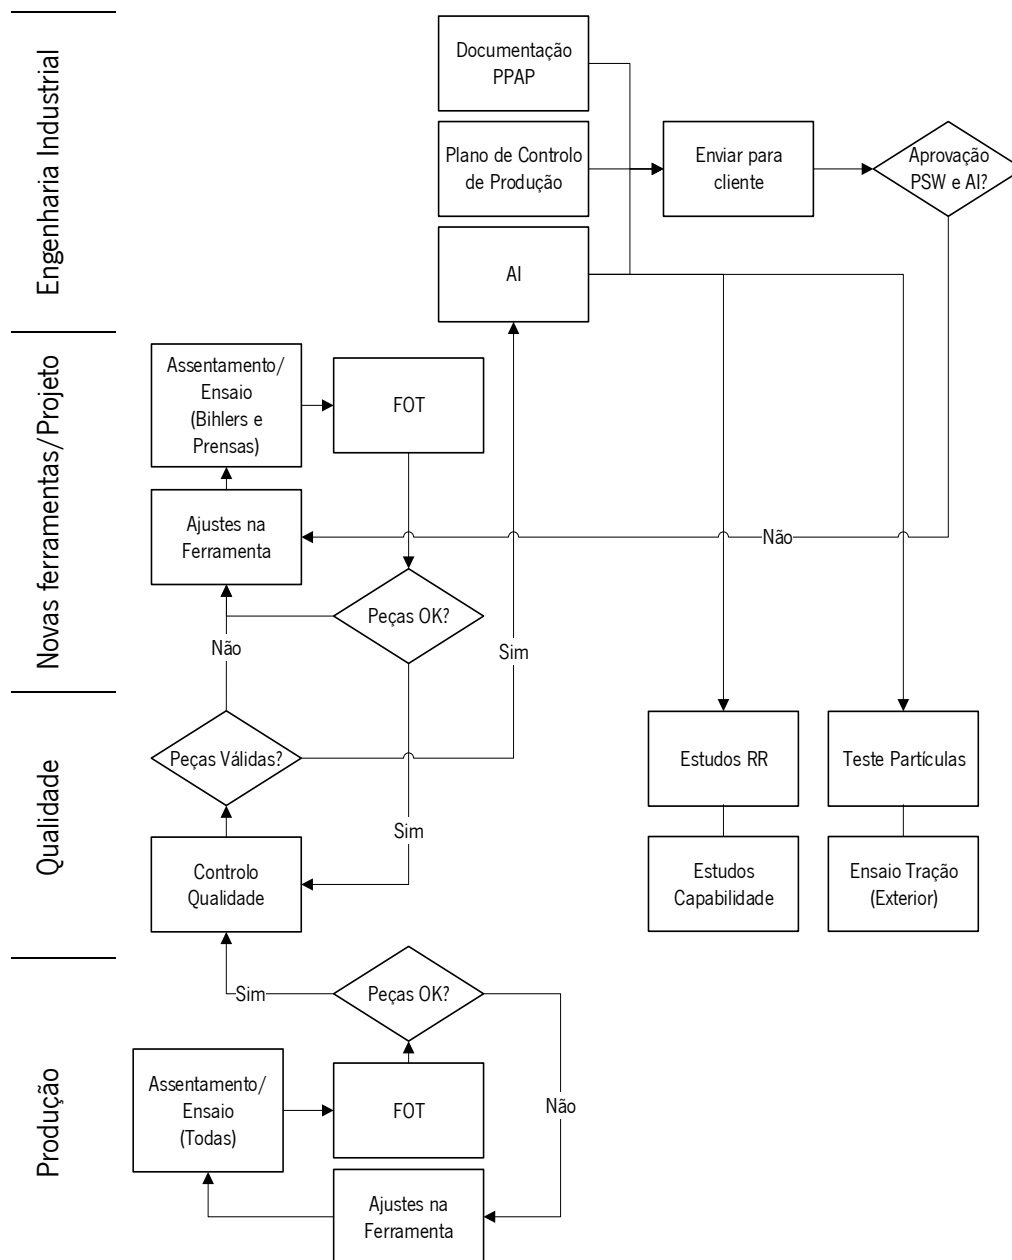 Engenharia Industrial
Documentação
PPAP
Plano de Controlo
de Produção
Enviar para
cliente
Aprovação
PSW e AI?
AI
Novas ferramentas/Projeto
Assentamento/
Ensaio
(Bihlers e
Prensas)
FOT
Ajustes na
Ferramenta
Não
Peças OK?
Não
Sim
Qualidade
Peças Válidas?
Estudos RR
Teste Partículas
Sim
Controlo
Qualidade
Estudos
Capabilidade
Ensaio Tração
(Exterior)
Produção
Peças OK?
Sim
Assentamento/
Ensaio
(Todas)
FOT
Não
Ajustes na
Ferramenta